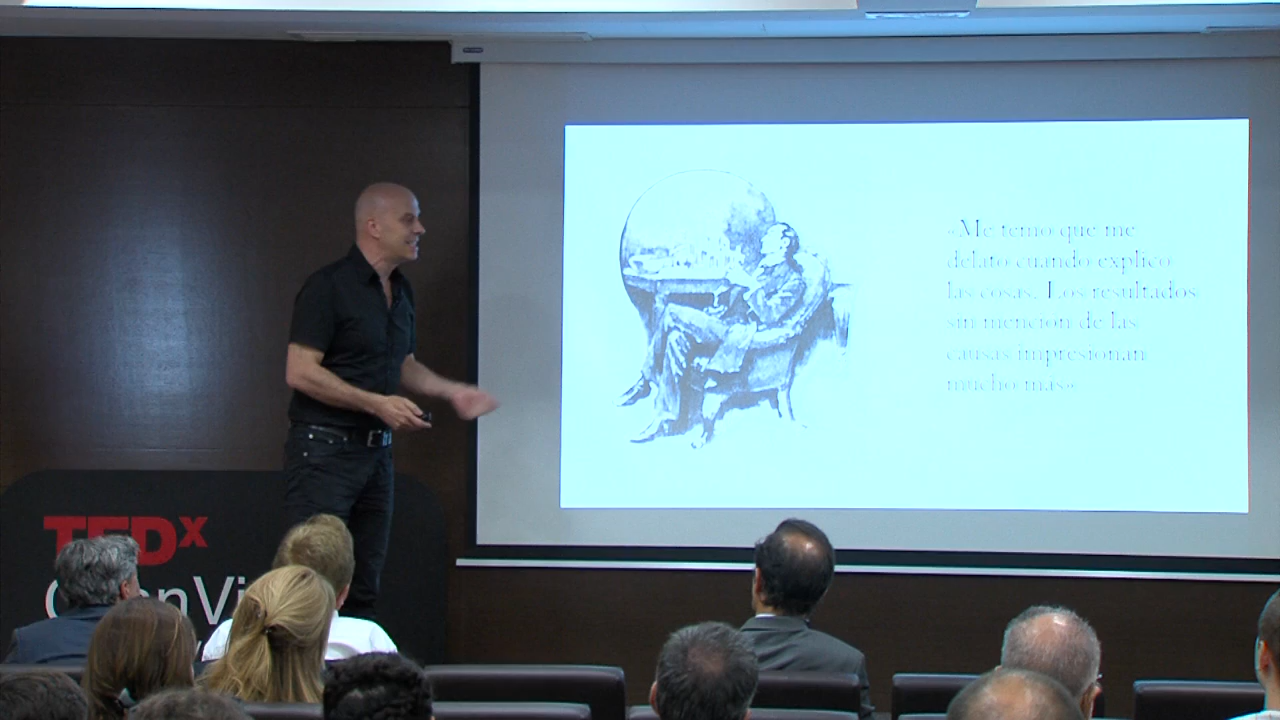 «Me temo que me
delato cuando explico
las cosas. Los resultados
sin mención de las
causas impresionan
mucho más»
TEDx